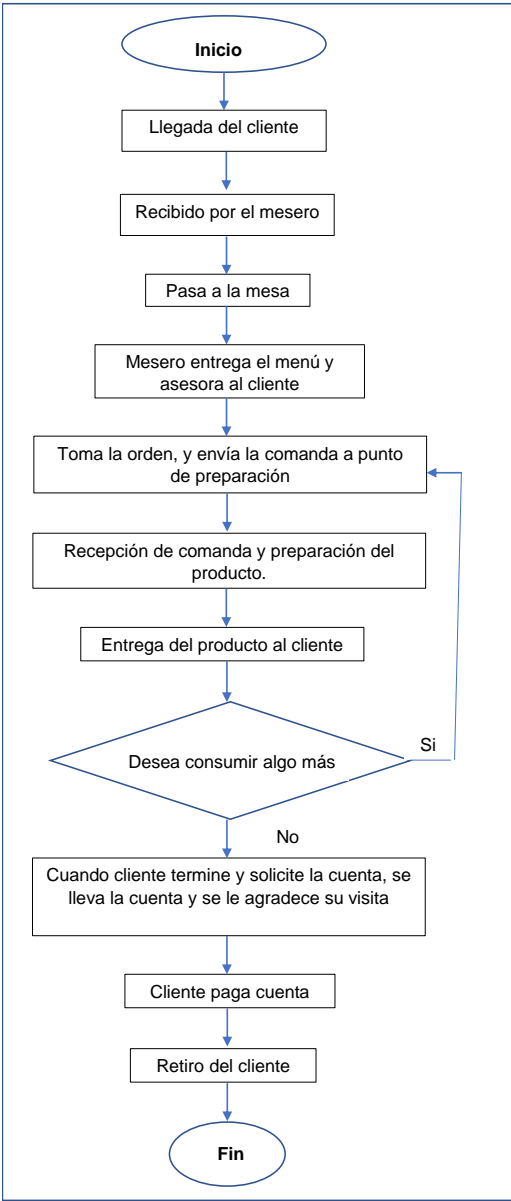 Inicio
Llegada del cliente
Recibido por el mesero
Pasa a la mesa
Mesero entrega el menú y
asesora al cliente
Toma la orden, y envía la comanda a punto
de preparación
Recepción de comanda y preparación del
producto.
Entrega del producto al cliente
Desea consumir algo más
Si
No
Cuando cliente termine y solicite la cuenta, se
lleva la cuenta y se le agradece su visita
Cliente paga cuenta
Retiro del cliente
Fin